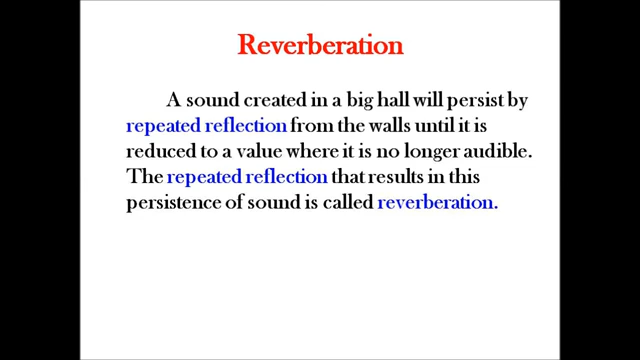 Reverberation
A sound created in a big hall will persist by
repeated reflection from the walls until it is
reduced to a value where it is no longer audible.
The repeated reflection that results in this
persistence of sound is called reverberation.